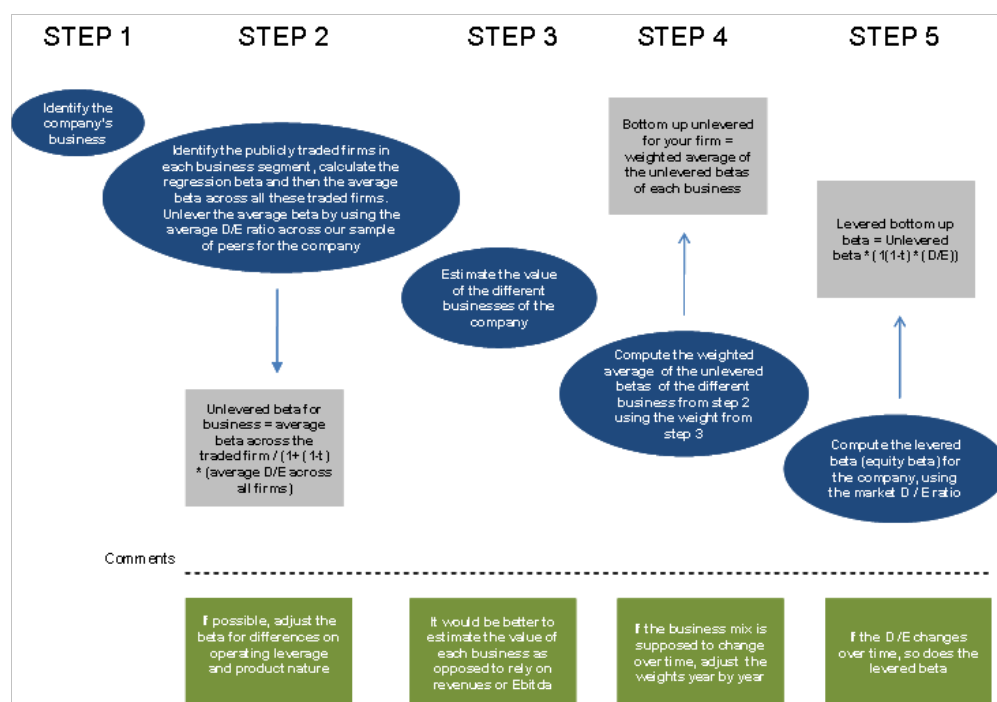 STEP 1
STEP 2
STEP 3
STEP 4
STEP 5
Identify the
company's
business
Identify the publicly traded firms in
each business segment, calculate the
regression beta and then the average
beta across all these traded firms.
Unlever the average beta by using the
average D/E ratio across our sample
of peers for the company
Unlevered beta for
business = average
beta across the
traded firm / (1+ (1-t)
* (average D/E across
all firms)
Estimate the value
of the different
businesses of the
company
Bottom up unlevered
for your firm =
weighted average of
the unlevered betas
of each business
Compute the weighted
average of the unlevered
betas of the different
business from step 2
using the weight from
step 3
Levered bottom up
beta = Unlevered
beta * (1(1-t) * (D/E))
Compute the levered
beta (equity beta) for
the company, using
the market D / E ratio
Comments
If possible, adjust the
beta for differences on
operating leverage
and product nature
It would be better to
estimate the value of
each business as
opposed to rely on
revenues or Ebitda
If the business mix is
supposed to change
over time, adjust the
weights year by year
If the D/E changes
over time, so does the
levered beta